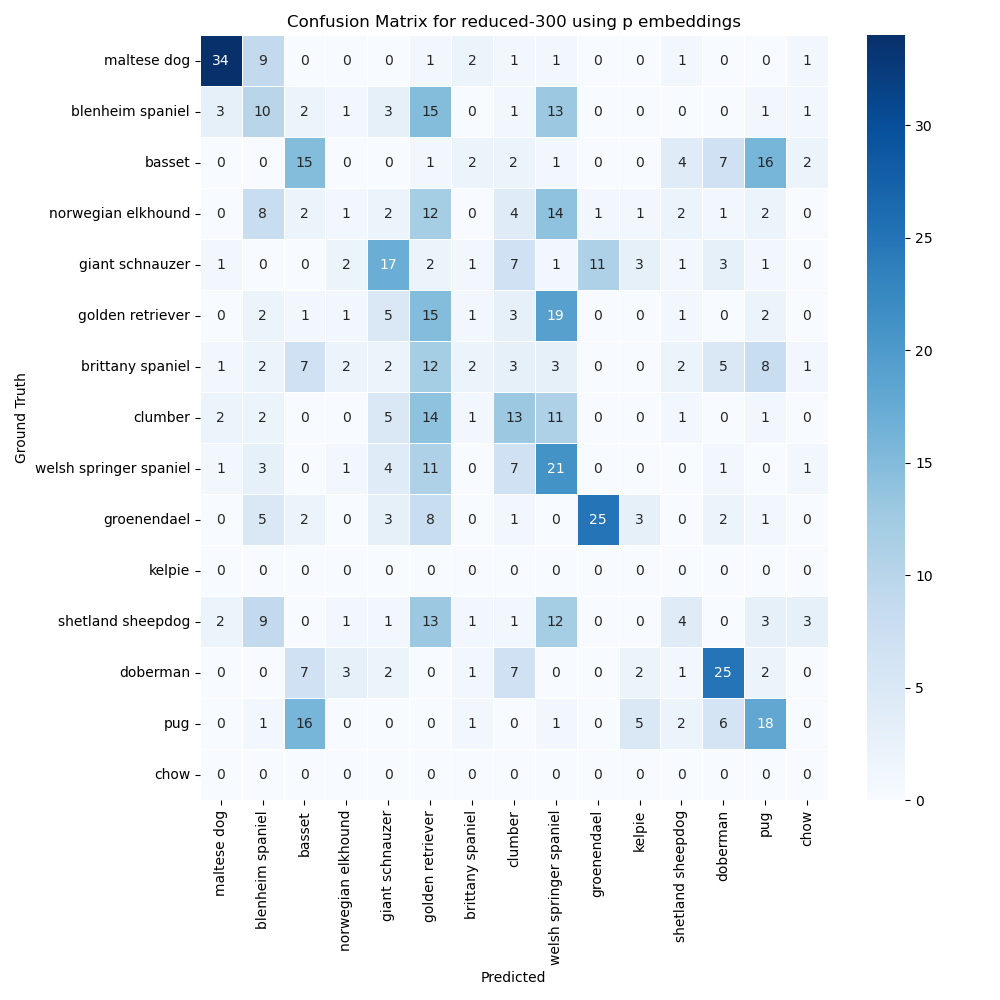 Confusion Matrix for reduced-300 using p embeddings
maltese dog 34 9 0 0 0 1 2 1 1 0 0 1 0 0 1
blenheim spaniel 3 10 2 1 3 15 0 1 13 0 0 0 0 1 1
basset 0 0 15 0 0 1 2 2 1 0 0 4 7 16 2
norwegian elkhound 0 8 2 1 2 12 0 4 14 1 1 2 1 2 0
giant schnauzer 1 0 0 2 17 2 1 7 1 11 3 1 3 1 0
golden retriever 0 2 1 1 5 15 1 3 19 0 0 1 0 2 0
brittany spaniel 1 2 7 2 2 12 2 3 3 0 0 2 5 8 1
clumber 2 2 0 0 5 14 1 13 11 0 0 1 0 1 0
welsh springer spaniel 1 3 0 1 4 11 0 7 21 0 0 0 1 0 1
groenendael 0 5 2 0 3 8 0 1 0 25 3 0 2 1 0
kelpie 0 0 0 0 0 0 0 0 0 0 0 0 0 0 0
shetland sheepdog 2 9 0 1 1 13 1 1 12 0 0 4 0 3 3
doberman 0 0 7 3 2 0 1 7 0 0 2 1 25 2 0
pug 0 1 16 0 0 0 1 0 1 0 5 2 6 18 0
chow 0 0 0 0 0 0 0 0 0 0 0 0 0 0 0
Ground Truth
maltese dog
blenheim spaniel
basset
norwegian elkhound
giant schnauzer
golden retriever
brittany spaniel
clumber
welsh springer spaniel
groenendael
kelpie
shetland sheepdog
doberman
pug
chow
Predicted
30
25
20
15
10
5
0